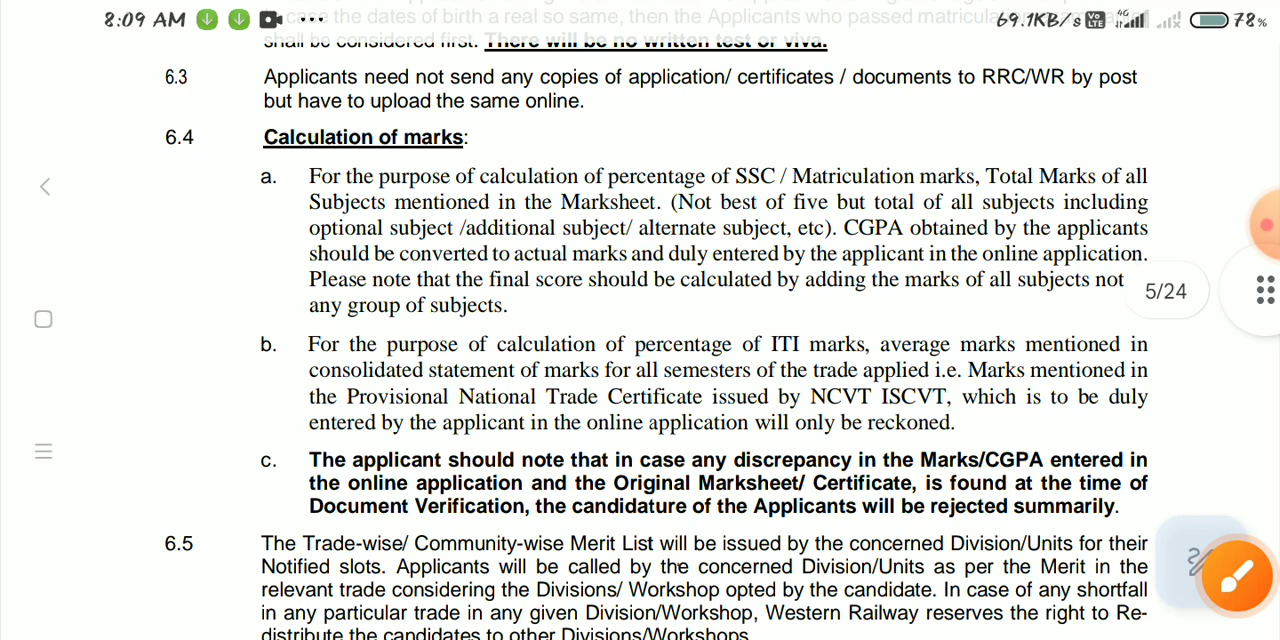 8:09 AM ... 69.1KB/s Vo LTE 4G 78%
case the dates of birth a real so same, then the Applicants who passed
shall be considered first. There will be no written test or viva.
6.3 Applicants need not send any copies of application/ certificates / documents to RRC/WR by post
but have to upload the same online.
6.4 Calculation of marks:
a. For the purpose of calculation of percentage of SSC / Matriculation marks, Total Marks of all
Subjects mentioned in the Marksheet. (Not best of five but total of all subjects including
optional subject /additional subject/ alternate subject, etc). CGPA obtained by the applicants
should be converted to actual marks and duly entered by the applicant in the online application.
Please note that the final score should be calculated by adding the marks of all subjects not
any group of subjects.
5/24
b. For the purpose of calculation of percentage of ITI marks, average marks mentioned in
consolidated statement of marks for all semesters of the trade applied i.e. Marks mentioned in
the Provisional National Trade Certificate issued by NCVT ISCVT, which is to be duly
entered by the applicant in the online application will only be reckoned.
c. The applicant should note that in case any discrepancy in the Marks/CGPA entered in
the online application and the Original Marksheet/ Certificate, is found at the time of
Document Verification, the candidature of the Applicants will be rejected summarily.
6.5 The Trade-wise/ Community-wise Merit List will be issued by the concerned Division/Units for their
Notified slots. Applicants will be called by the concerned Division/Units as per the Merit in the
relevant trade considering the Divisions/ Workshop opted by the candidate. In case of any shortfall
in any particular trade in any given Division/Workshop, Western Railway reserves the right to Re-
distribute the candidates to other Divisions/Workshops.